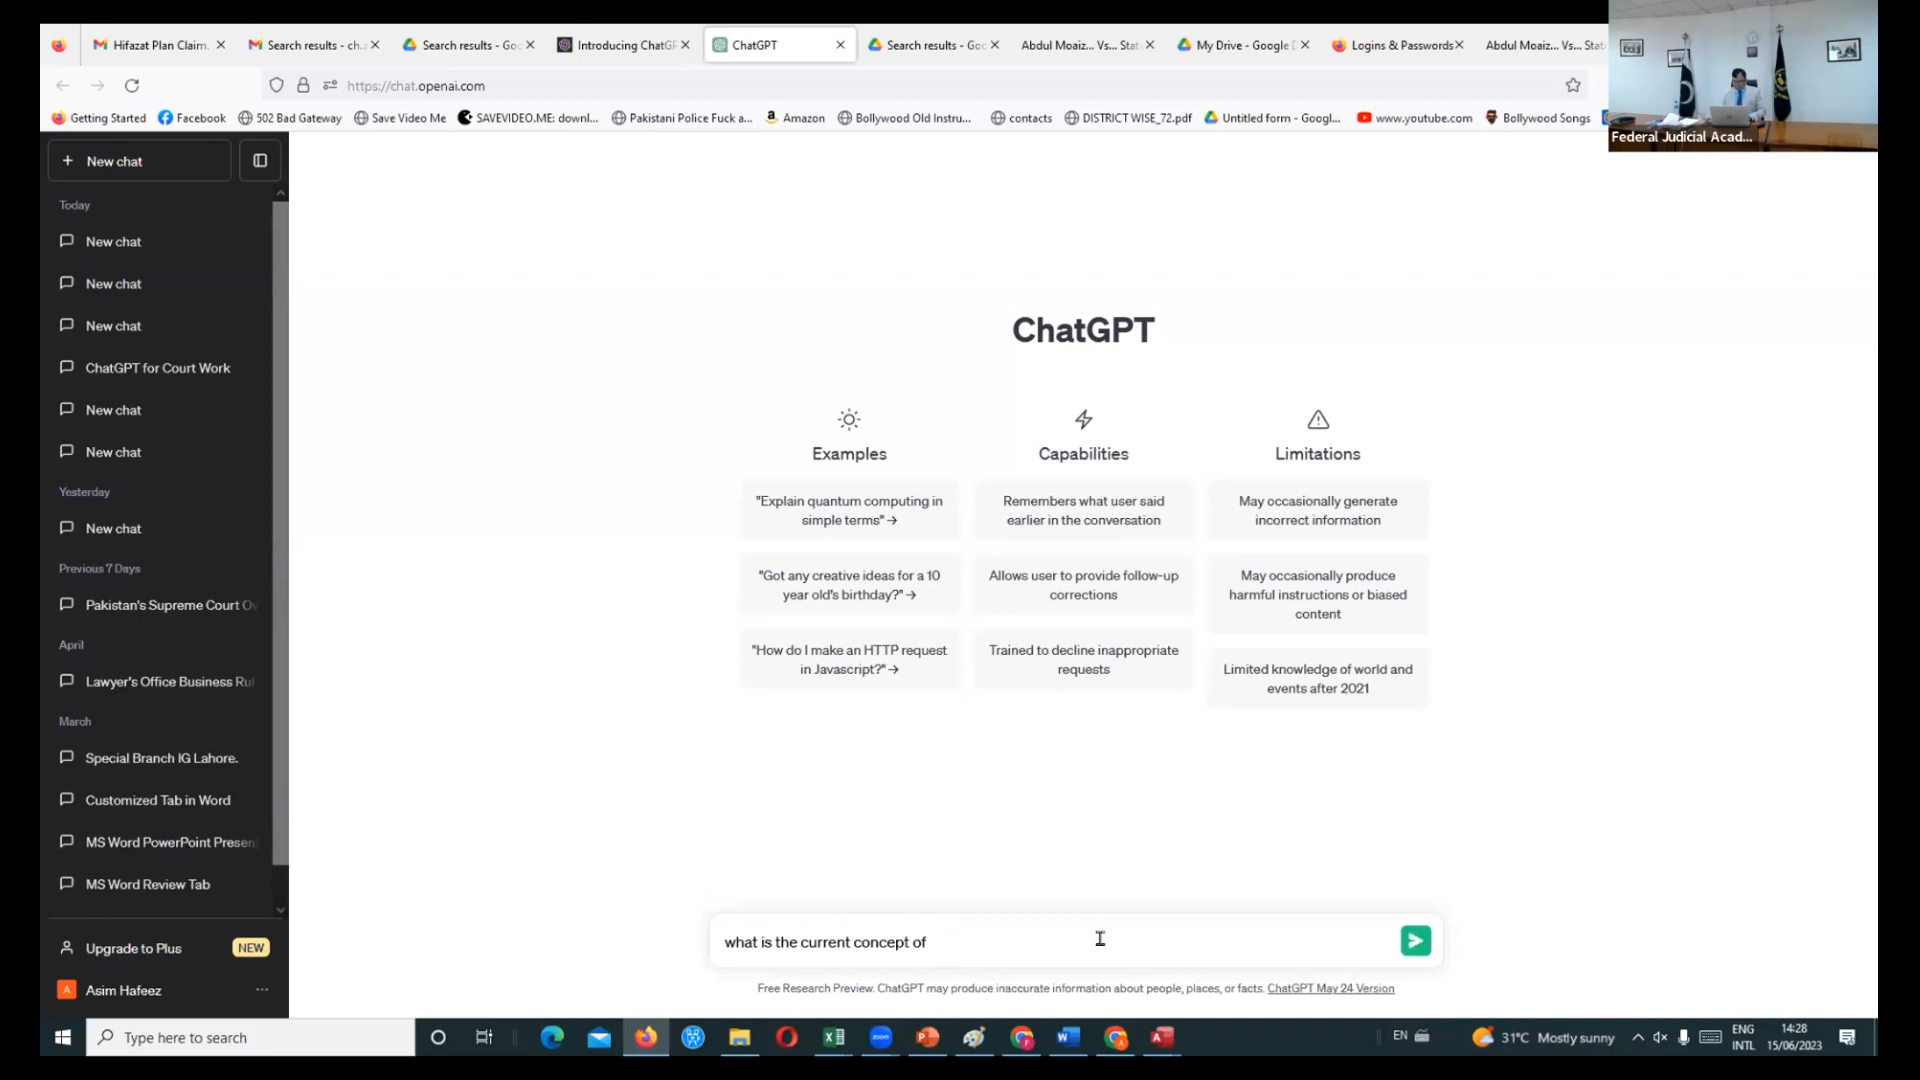 Hifazat Plan Claim.
Search results - ch.
Search results - Goo
Introducing ChatGP
ChatGPT
Search results - Goo
Abdul Moaiz... Vs... Stat
My Drive - Google D
Logins & Passwords
Abdul Moaiz... Vs... Stat
https://chat.openai.com
Getting Started
Facebook
502 Bad Gateway
Save Video Me
SAVEVIDEO.ME: downl...
Pakistani Police Fuck a...
Amazon
Bollywood Old Instru...
contacts
DISTRICT WISE_72.pdf
Untitled form - Googl...
www.youtube.com
Bollywood Songs
Federal Judicial Acad...
+ New chat
Today
New chat
New chat
New chat
ChatGPT for Court Work
New chat
New chat
Yesterday
New chat
Previous 7 Days
Pakistan's Supreme Court Ov
April
Lawyer's Office Business Rul
March
Special Branch IG Lahore.
Customized Tab in Word
MS Word PowerPoint Presen
MS Word Review Tab
Upgrade to Plus
NEW
A
Asim Hafeez
...
ChatGPT
Examples
"Explain quantum computing in
simple terms" →
"Got any creative ideas for a 10
year old's birthday?" →
"How do I make an HTTP request
in Javascript?" →
Capabilities
Remembers what user said
earlier in the conversation
Allows user to provide follow-up
corrections
Trained to decline inappropriate
requests
Limitations
May occasionally generate
incorrect information
May occasionally produce
harmful instructions or biased
content
Limited knowledge of world and
events after 2021
what is the current concept of
Free Research Preview. ChatGPT may produce inaccurate information about people, places, or facts. ChatGPT May 24 Version
Type here to search
zoom
EN
31°C Mostly sunny
ENG
INTL
14:28
15/06/2023